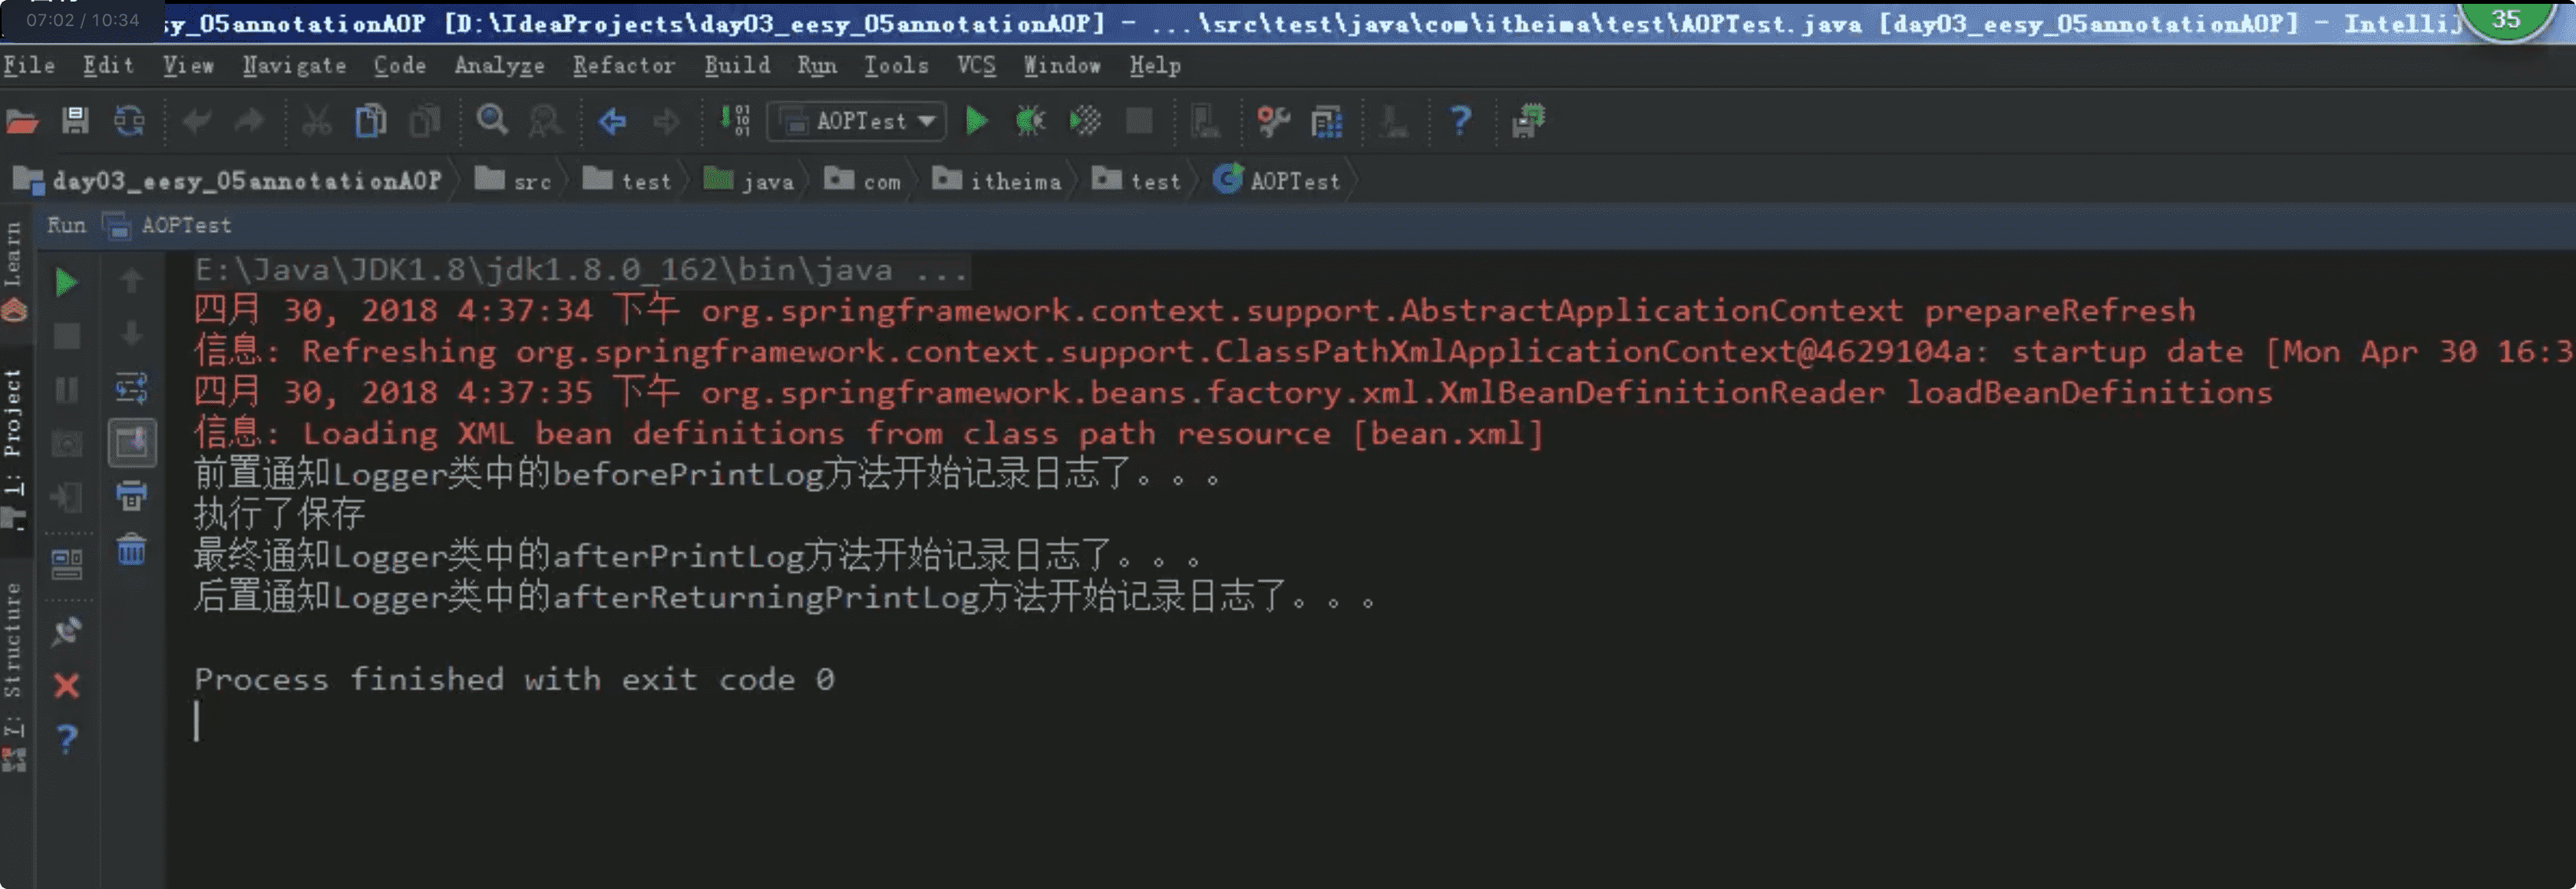 07:02 / 10:34
sy_05annotationAOP [D:\IdeaProjects\day03_eesy_05annotationAOP] - ...\src\test\java\com\itheima\test\AOPTest.java [day03_eesy_05annotationAOP] - Intellij
35
File Edit View Navigate Code Analyze Refactor Build Run Tools VCS Window Help
AOPTest
day03_eesy_05annotationAOP src test java com itheima test AOPTest
Run AOPTest
Learn
1: Project
7: Structure
E:\Java\JDK1.8\jdk1.8.0_162\bin\java ...
四月 30, 2018 4:37:34 下午 org.springframework.context.support.AbstractApplicationContext prepareRefresh
信息: Refreshing org.springframework.context.support.ClassPathXmlApplicationContext@4629104a: startup date [Mon Apr 30 16:3
四月 30, 2018 4:37:35 下午 org.springframework.beans.factory.xml.XmlBeanDefinitionReader loadBeanDefinitions
信息: Loading XML bean definitions from class path resource [bean.xml]
前置通知Logger类中的beforePrintLog方法开始记录日志了。。。
执行了保存
最终通知Logger类中的afterPrintLog方法开始记录日志了。。。
后置通知Logger类中的afterReturningPrintLog方法开始记录日志了。。。
Process finished with exit code 0